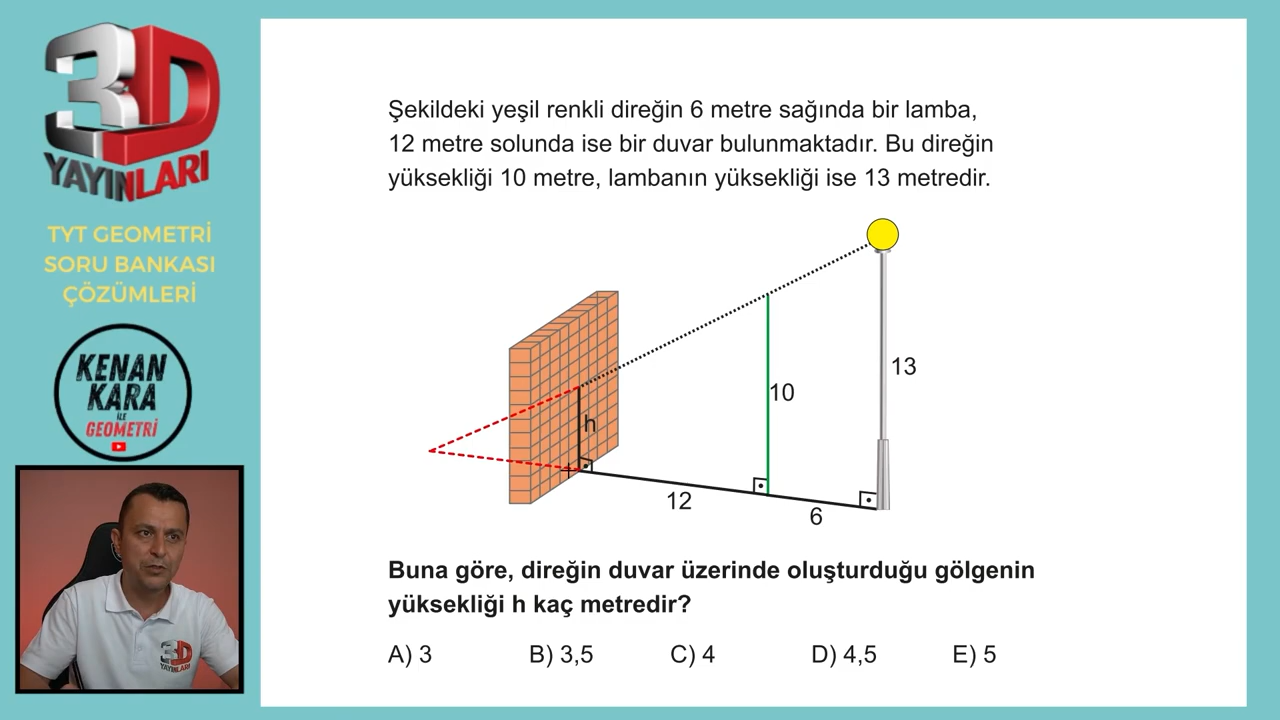 3D
YAYINLARI
TYT GEOMETRİ
SORU BANKASI
ÇÖZÜMLERİ
KENAN
KARA
İLE
GEOMETRİ
3D
YAYINLARI
Şekildeki yeşil renkli direğin 6 metre sağında bir lamba,
12 metre solunda ise bir duvar bulunmaktadır. Bu direğin
yüksekliği 10 metre, lambanın yüksekliği ise 13 metredir.
13
10
h
12
6
Buna göre, direğin duvar üzerinde oluşturduğu gölgenin
yüksekliği h kaç metredir?
A) 3 B) 3,5 C) 4 D) 4,5 E) 5